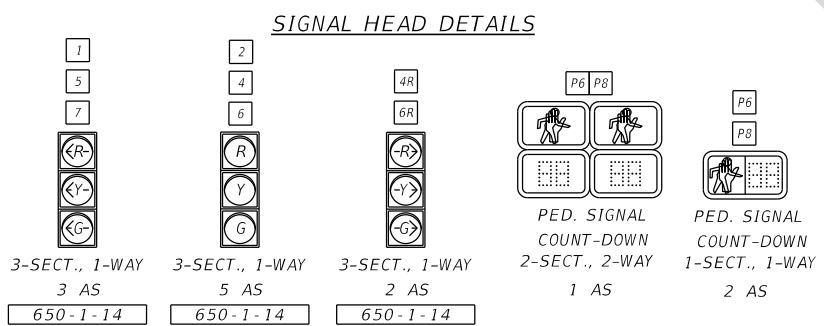 SIGNAL HEAD DETAILS
1
5
7
<R-
<Y-
<G-
3-SECT., 1-WAY
3 AS
650-1-14
2
4
6
R
Y
G
3-SECT., 1-WAY
5 AS
650-1-14
4R
6R
-R>
-Y>
-G>
3-SECT., 1-WAY
2 AS
650-1-14
P6 P8
PED. SIGNAL
COUNT-DOWN
2-SECT., 2-WAY
1 AS
P6
P8
PED. SIGNAL
COUNT-DOWN
1-SECT., 1-WAY
2 AS